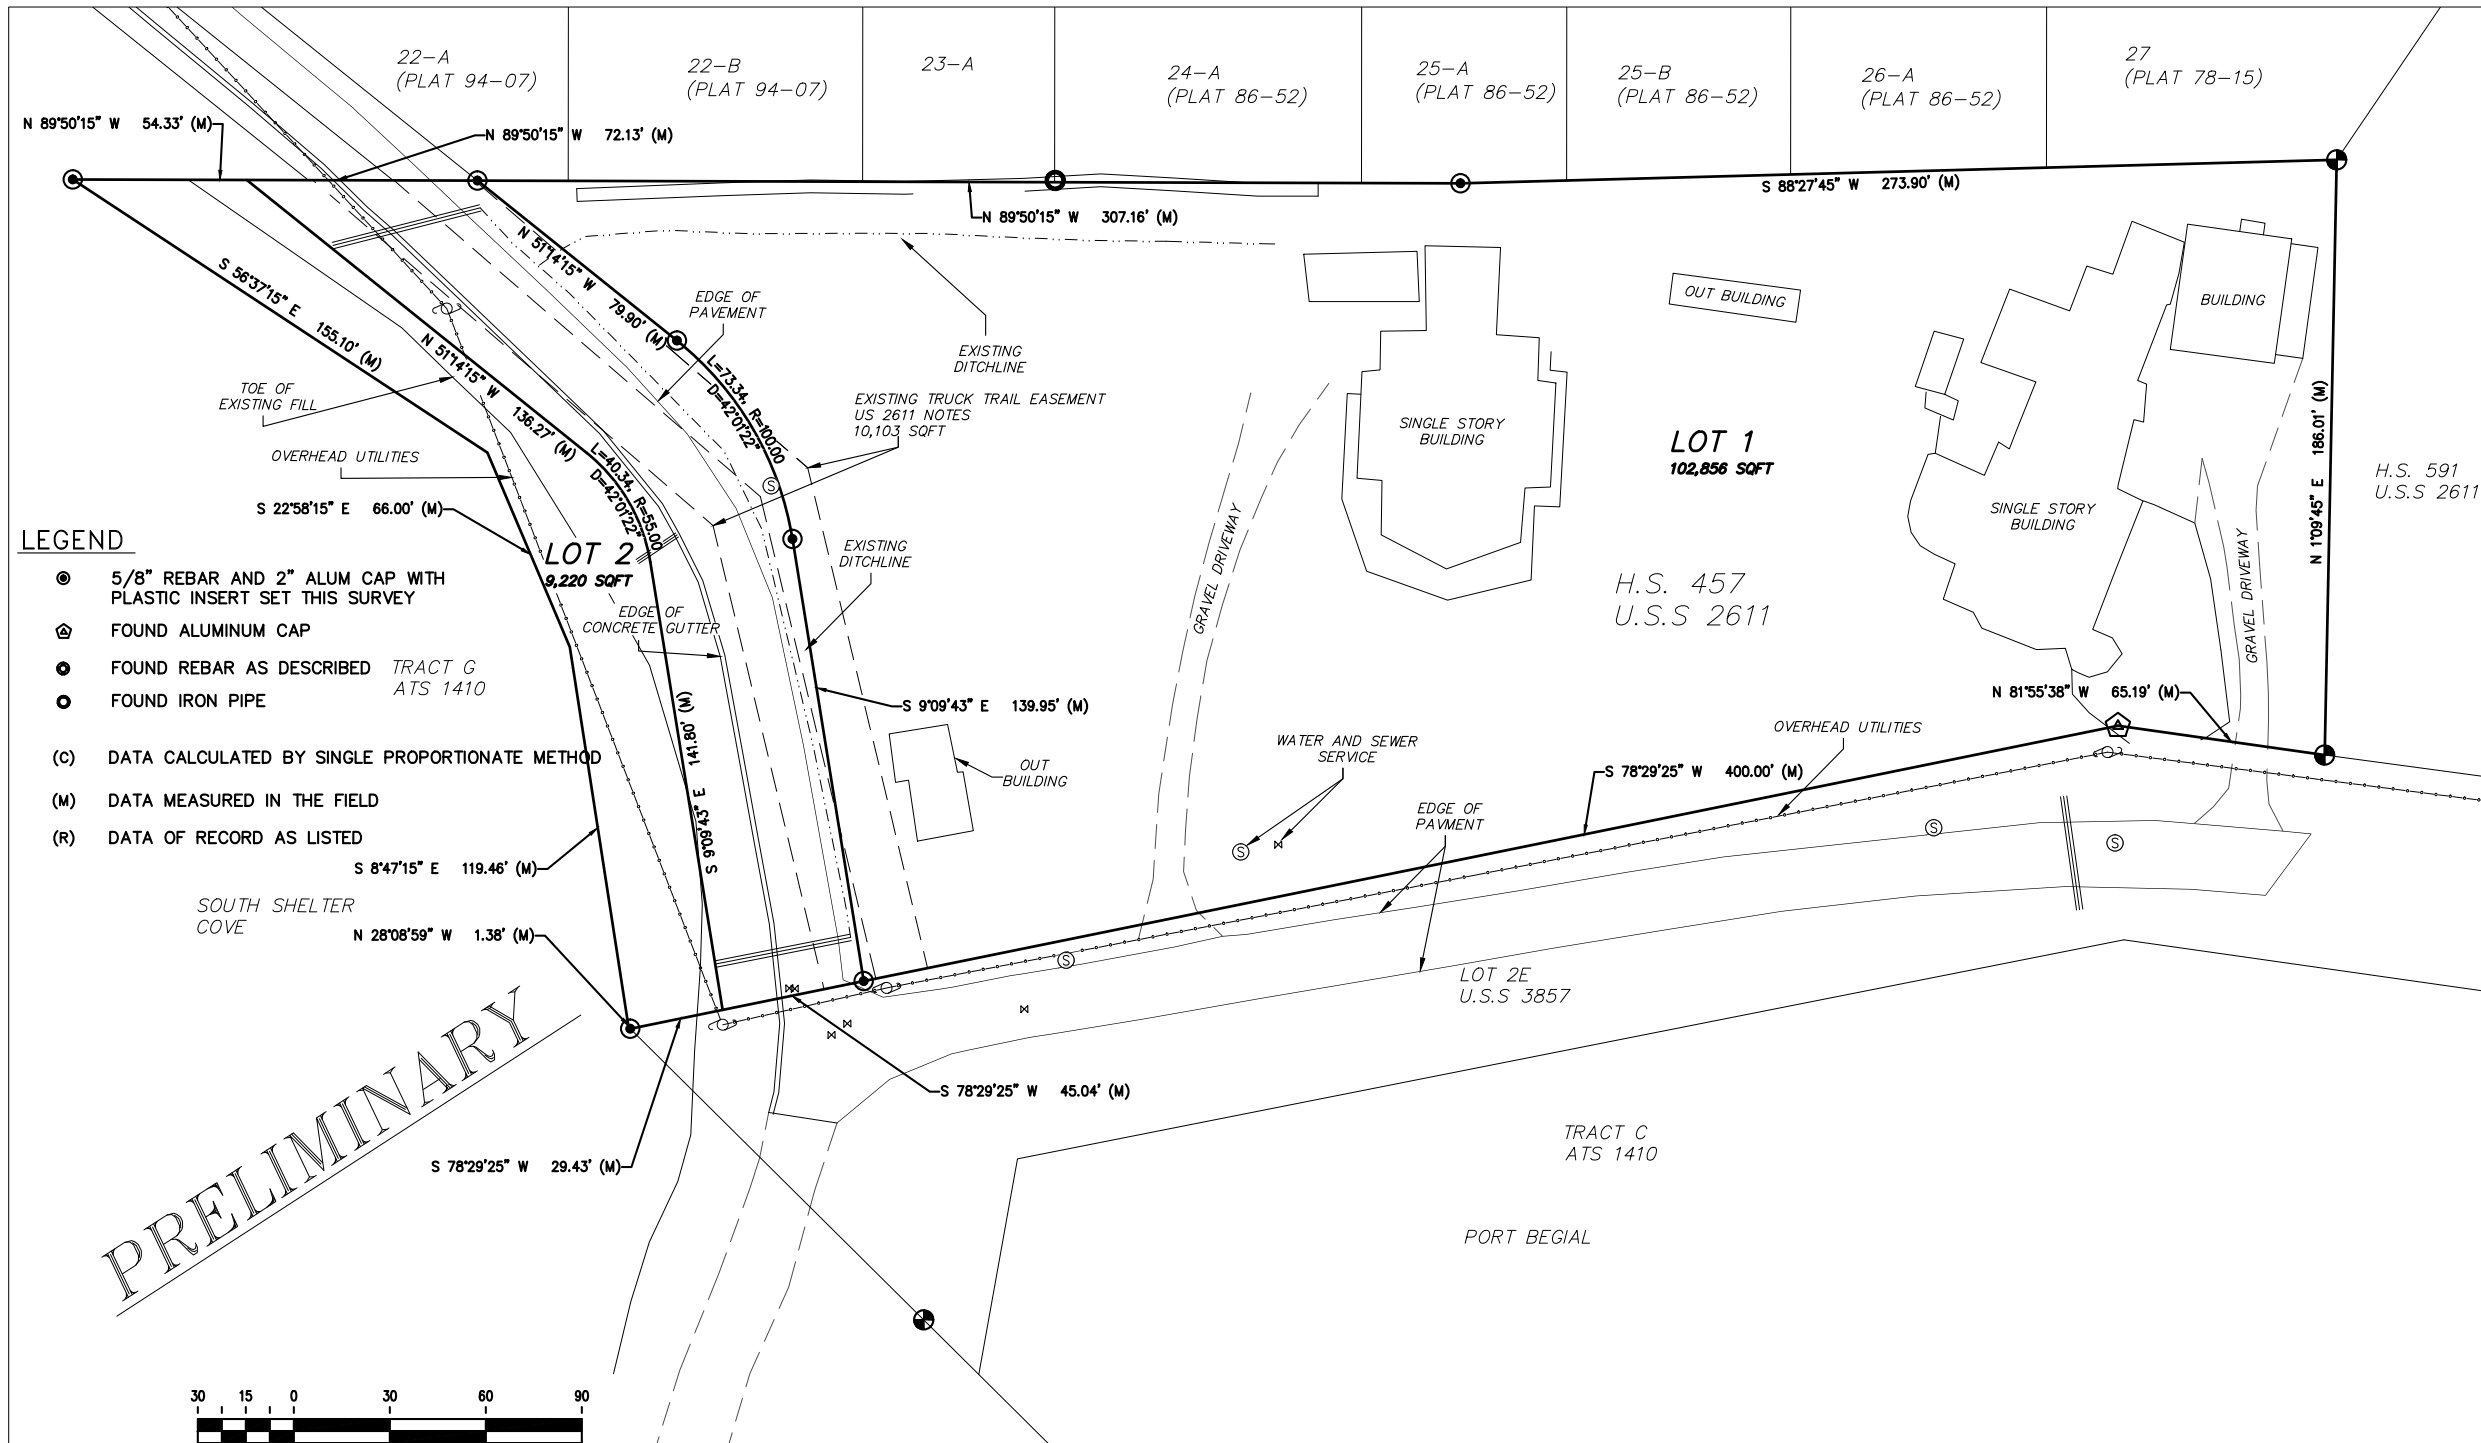 22-A
(PLAT 94-07)
22-B
(PLAT 94-07)
23-A
24-A
(PLAT 86-52)
25-A
(PLAT 86-52)
25-B
(PLAT 86-52)
26-A
(PLAT 86-52)
27
(PLAT 78-15)
N 89°50'15" W 54.33' (M)
N 89°50'15" W 72.13' (M)
S 88°27'45" W 273.90' (M)
N 89°50'15" W 307.16' (M)
N 51°14'15" W 79.90' (M)
S 56°37'15" E 155.10' (M)
N 51°14'15" W 136.27' (M)
EDGE OF
PAVEMENT
EXISTING
DITCHLINE
L=73.34, R=100.00
D=42°01'22"
TOE OF
EXISTING FILL
EXISTING TRUCK TRAIL EASEMENT
US 2611 NOTES
10,103 SQFT
OUT BUILDING
BUILDING
SINGLE STORY
BUILDING
LOT 1
102,856 SQFT
N 1°09'45" E 186.01' (M)
H.S. 591
U.S.S 2611
OVERHEAD UTILITIES
L=40.34, R=55.00
D=42°01'22"
S 22°58'15" E 66.00' (M)
S
SINGLE STORY
BUILDING
LOT 2
9,220 SQFT
EXISTING
DITCHLINE
GRAVEL DRIVEWAY
GRAVEL DRIVEWAY
H.S. 457
U.S.S 2611
LEGEND
5/8" REBAR AND 2" ALUM CAP WITH
PLASTIC INSERT SET THIS SURVEY
FOUND ALUMINUM CAP
FOUND REBAR AS DESCRIBED
FOUND IRON PIPE
(C) DATA CALCULATED BY SINGLE PROPORTIONATE METHOD
(M) DATA MEASURED IN THE FIELD
(R) DATA OF RECORD AS LISTED
TRACT G
ATS 1410
EDGE OF
CONCRETE GUTTER
S 9°09'43" E 141.80' (M)
S 9°09'43" E 139.95' (M)
N 81°55'38" W 65.19' (M)
OUT
BUILDING
WATER AND SEWER
SERVICE
OVERHEAD UTILITIES
S 78°29'25" W 400.00' (M)
EDGE OF
PAVMENT
S
S
S
S
S 8°47'15" E 119.46' (M)
SOUTH SHELTER
COVE
N 28°08'59" W 1.38' (M)
LOT 2E
U.S.S 3857
S 78°29'25" W 45.04' (M)
S 78°29'25" W 29.43' (M)
PRELIMINARY
TRACT C
ATS 1410
PORT BEGIAL
30 15 0 30 60 90